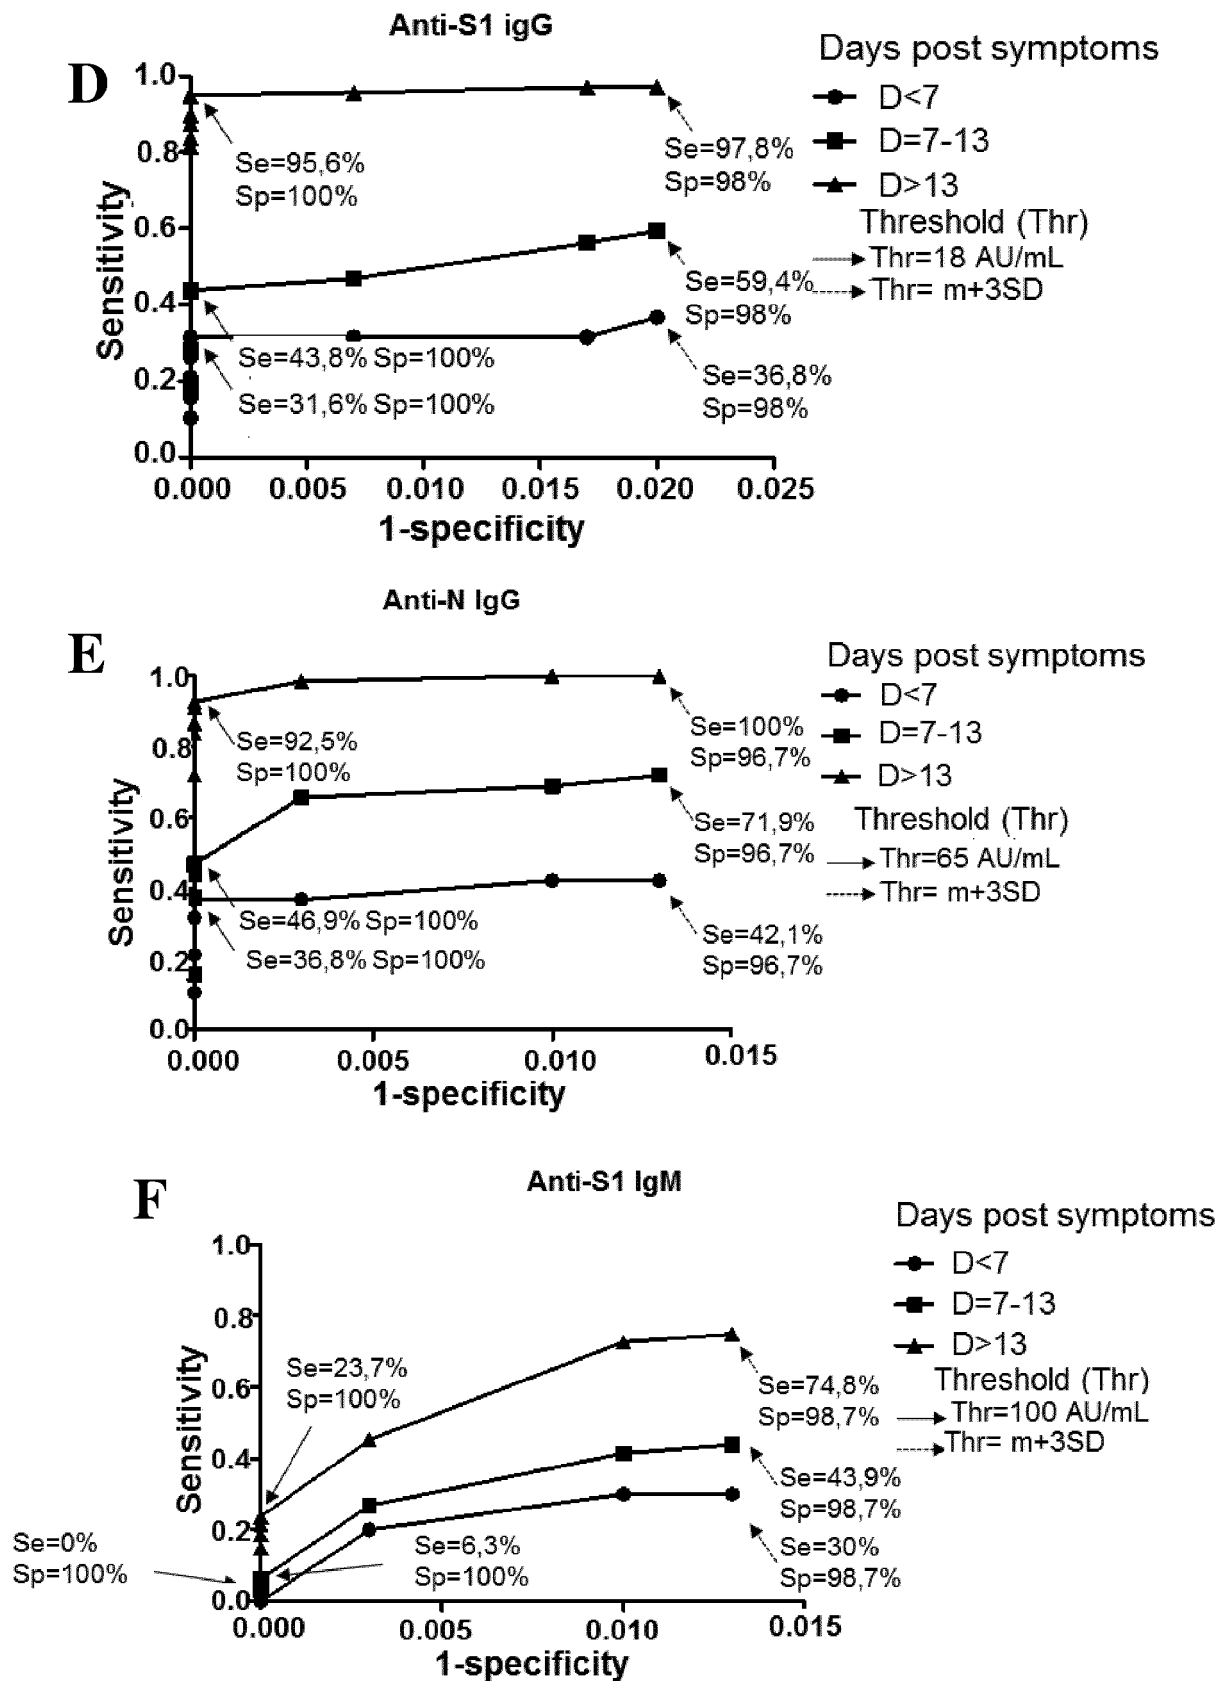 Anti-S1 igG
D
Days post symptoms
D<7
D=7-13
D>13
Threshold (Thr)
Thr=18 AU/mL
Thr= m+3SD
Sensitivity
1.0
0.8
0.6
0.4
0.2
0.0
Se=95,6%
Sp=100%
Se=97,8%
Sp=98%
Se=59,4%
Sp=98%
Se=43,8% Sp=100%
Se=31,6% Sp=100%
Se=36,8%
Sp=98%
0.000 0.005 0.010 0.015 0.020 0.025
1-specificity
Anti-N IgG
E
Days post symptoms
D<7
D=7-13
D>13
Threshold (Thr)
Thr=65 AU/mL
Thr= m+3SD
Sensitivity
1.0
0.8
0.6
0.4
0.2
0.0
Se=92,5%
Sp=100%
Se=100%
Sp=96,7%
Se=71,9%
Sp=96,7%
Se=46,9% Sp=100%
Se=36,8% Sp=100%
Se=42,1%
Sp=96,7%
0.000 0.005 0.010 0.015
1-specificity
Anti-S1 IgM
F
Days post symptoms
D<7
D=7-13
D>13
Threshold (Thr)
Thr=100 AU/mL
Thr= m+3SD
Sensitivity
1.0
0.8
0.6
0.4
0.2
0.0
Se=23,7%
Sp=100%
Se=74,8%
Sp=98,7%
Se=43,9%
Sp=98,7%
Se=0%
Sp=100%
Se=6,3%
Sp=100%
Se=30%
Sp=98,7%
0.000 0.005 0.010 0.015
1-specificity